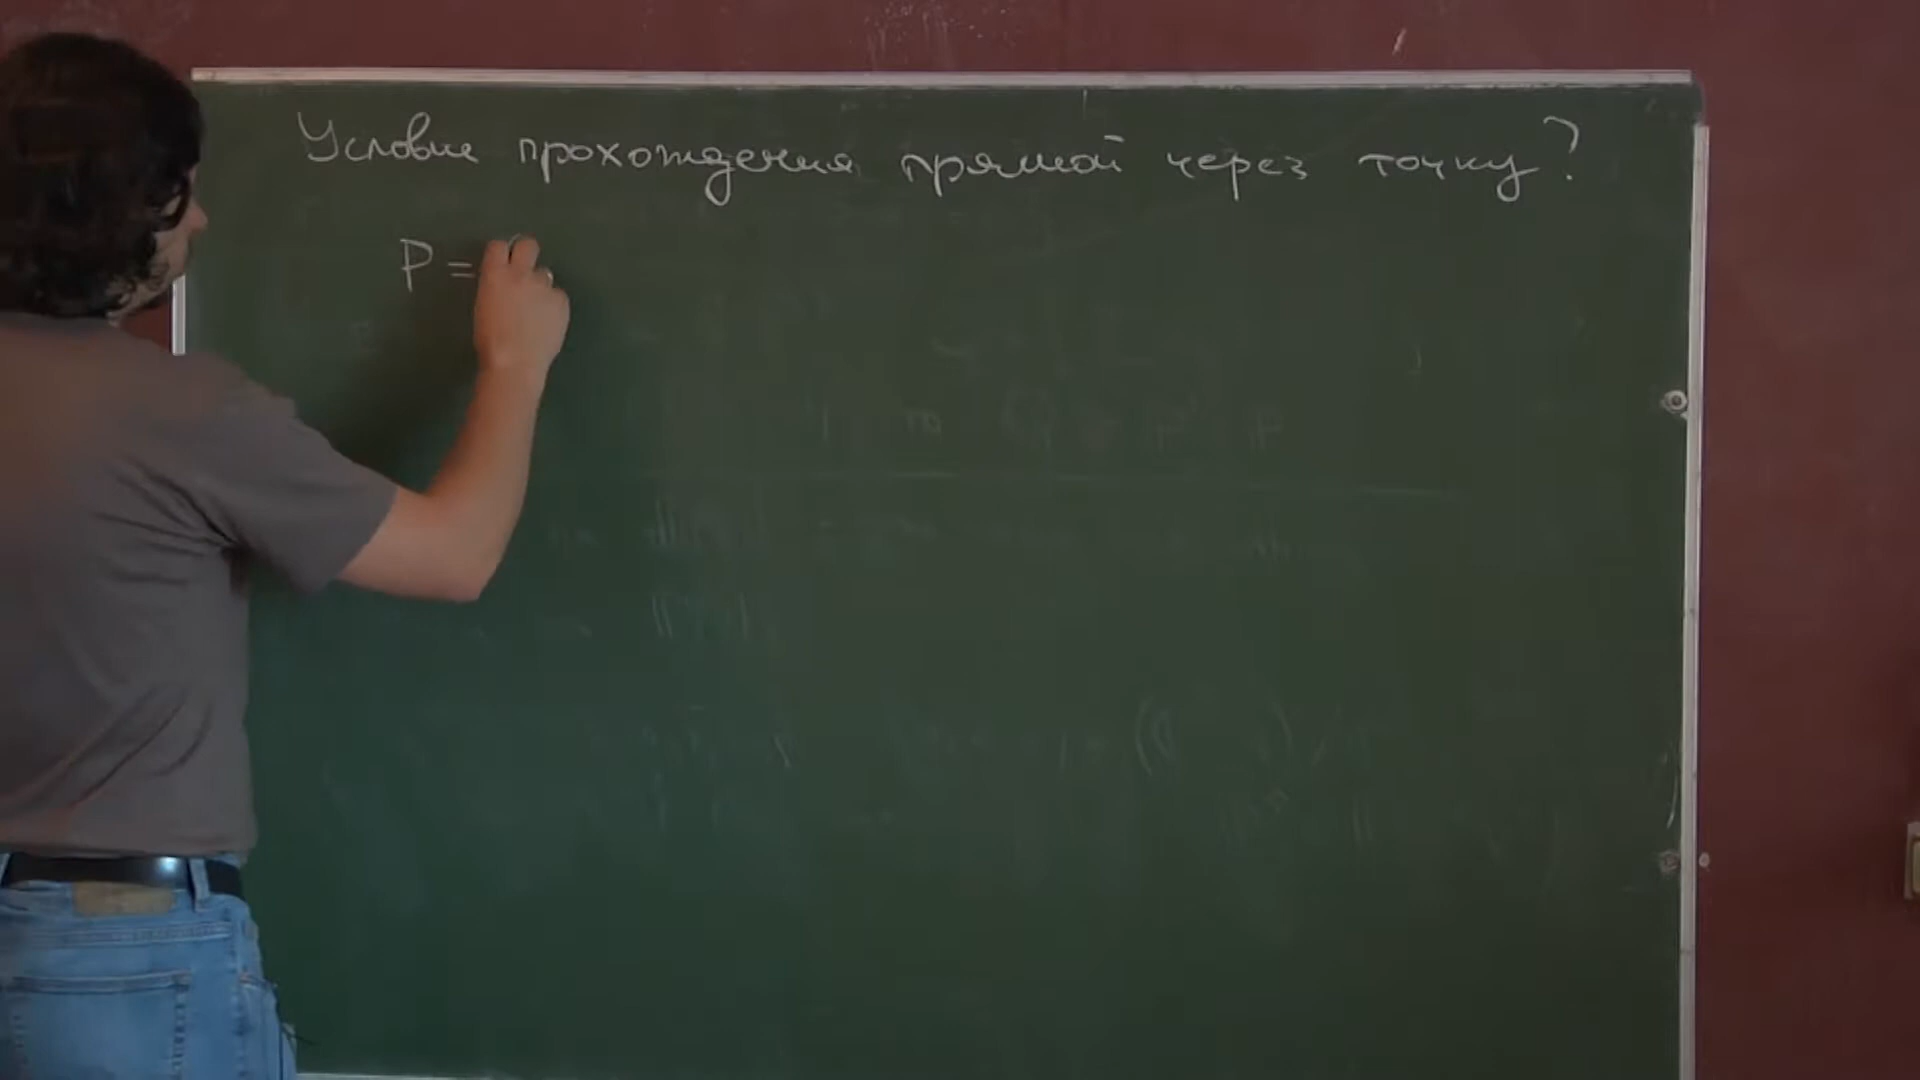 Условие прохождения прямой через точку?
P =